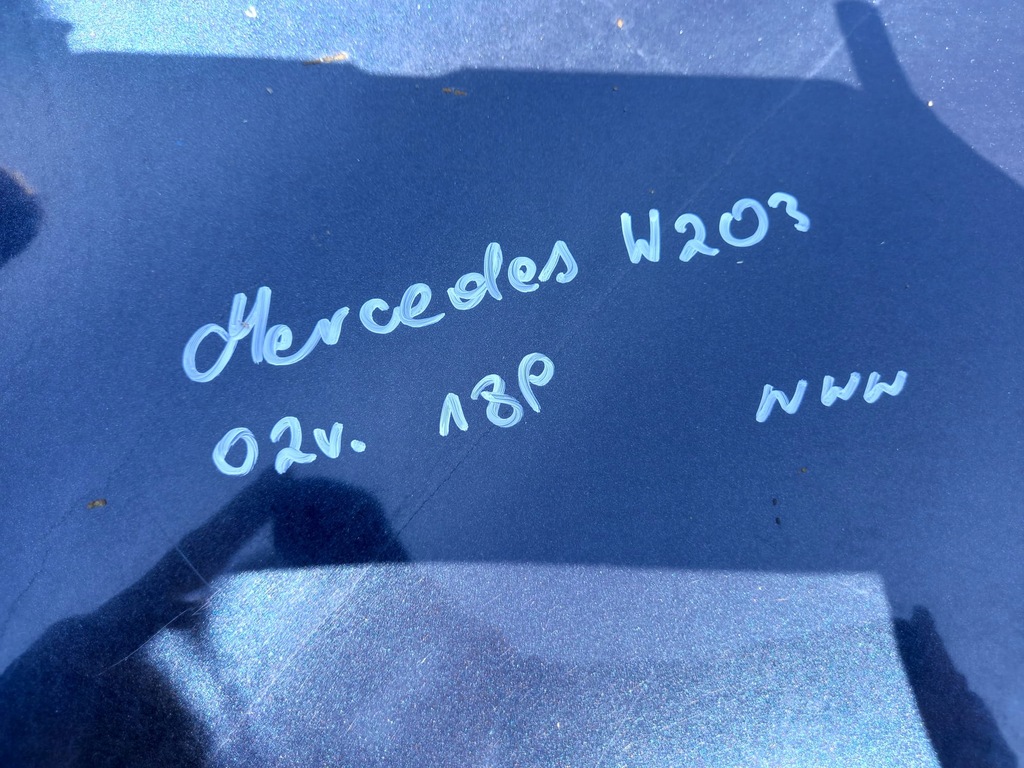 Mercedes W203
02r. 18P NWW